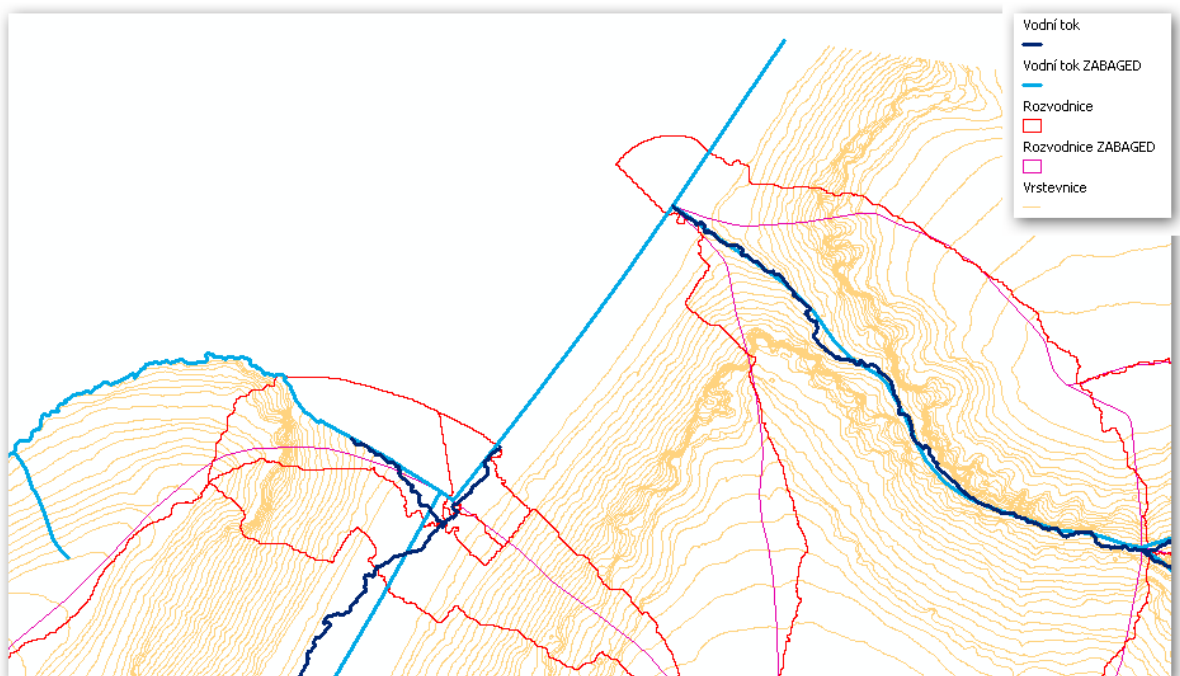 Vodní tok
Vodní tok ZABAGED
Rozvodnice
Rozvodnice ZABAGED
Vrstevnice